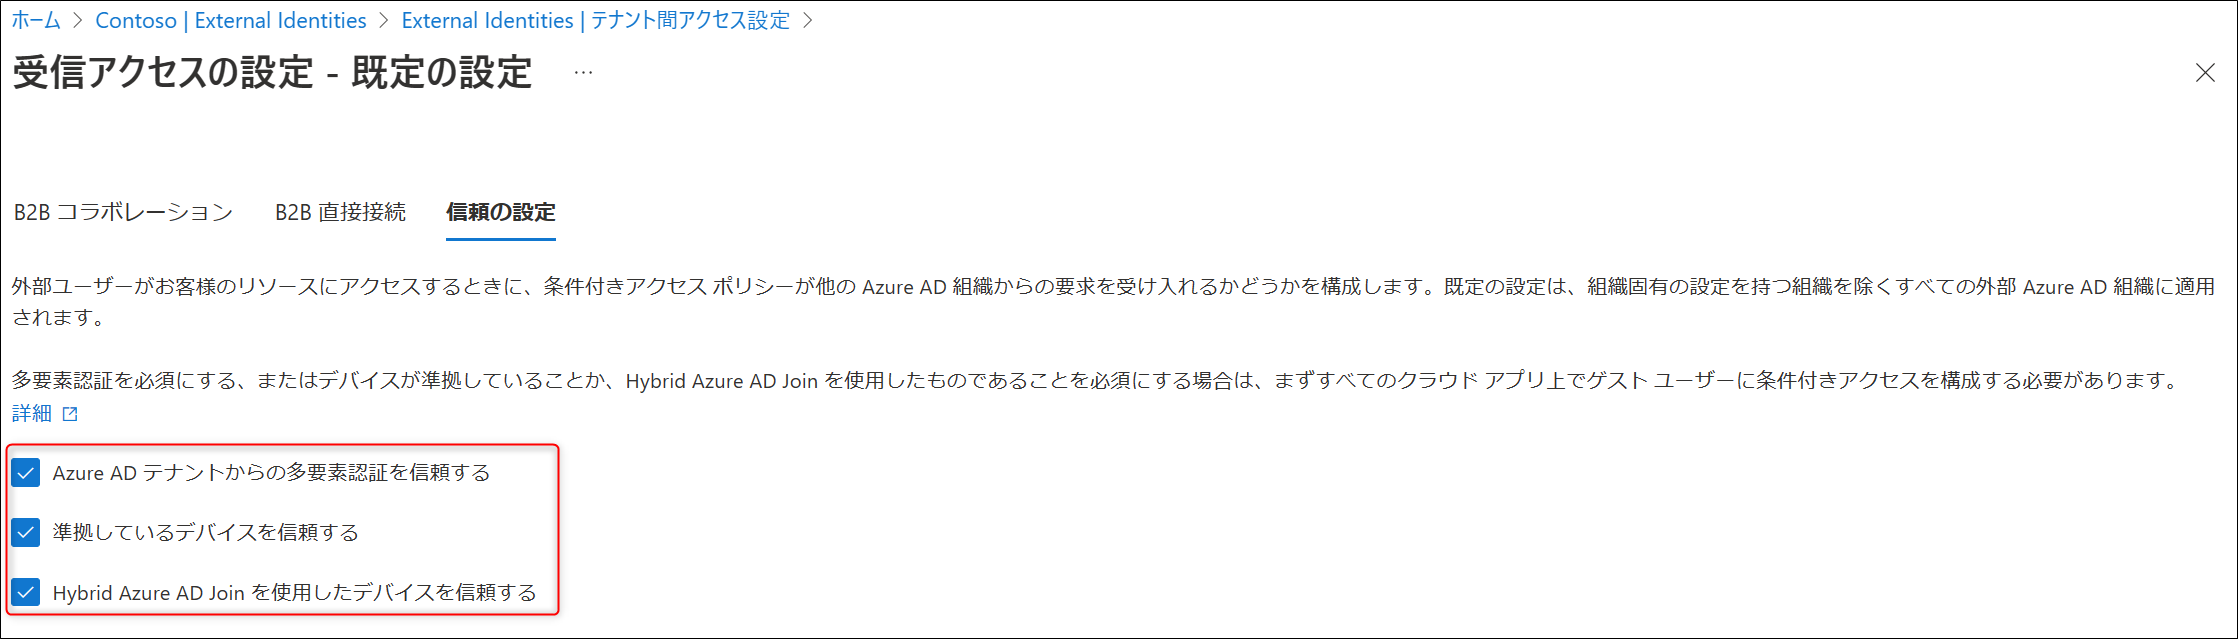 ホーム > Contoso | External Identities > External Identities | テナント間アクセス設定 >
受信アクセスの設定 - 既定の設定 …
B2B コラボレーション B2B 直接接続 信頼の設定
外部ユーザーがお客様のリソースにアクセスするときに、条件付きアクセス ポリシーが他の Azure AD 組織からの要求を受け入れるかどうかを構成します。既定の設定は、組織固有の設定を持つ組織を除くすべての外部 Azure AD 組織に適用
されます。
多要素認証を必須にする、またはデバイスが準拠していることか、Hybrid Azure AD Join を使用したものであることを必須にする場合は、まずすべてのクラウド アプリ上でゲスト ユーザーに条件付きアクセスを構成する必要があります。
詳細
Azure AD テナントからの多要素認証を信頼する
準拠しているデバイスを信頼する
Hybrid Azure AD Join を使用したデバイスを信頼する